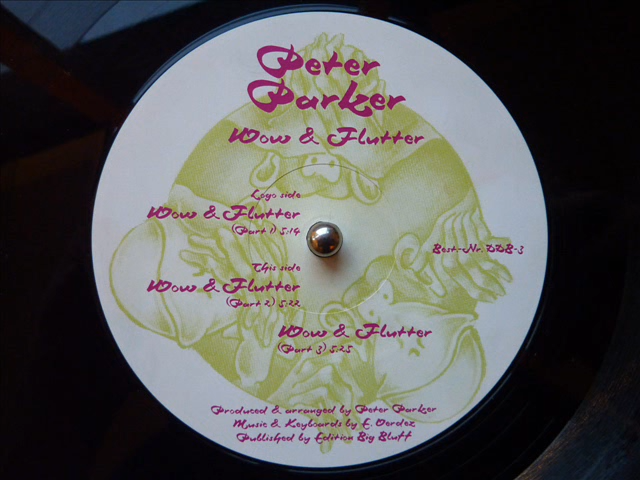 Peter
Parker
Wow & Flutter
Logo side
Wow & Flutter
(Part 1) 5:14
Best.-Nr. DDB-3
This side
Wow & Flutter
(Part 2) 5:22
Wow & Flutter
(Part 3) 5:25
Produced & arranged by Peter Parker
Music & Keyboards by E. Derdez
Published by Edition Big Bluff